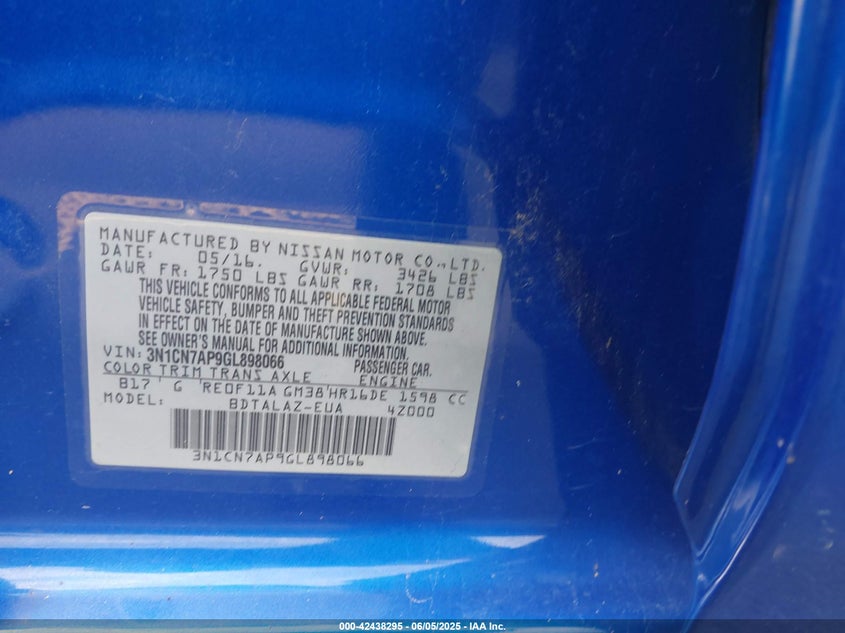 MANUFACTURED BY NISSAN MOTOR CO.,LTD.
DATE: 05/16. GVWR: 3426 LBS
GAWR FR: 1750 LBS GAWR RR: 1708 LBS
THIS VEHICLE CONFORMS TO ALL APPLICABLE FEDERAL MOTOR
VEHICLE SAFETY, BUMPER AND THEFT PREVENTION STANDARDS
IN EFFECT ON THE DATE OF MANUFACTURE SHOWN ABOVE.
SEE OWNER'S MANUAL FOR ADDITIONAL INFORMATION.
VIN: 3N1CN7AP9GL898066 PASSENGER CAR.
COLOR TRIM TRANS AXLE ENGINE
B17 G RE0F11A GM38 HR16DE 1598 CC
MODEL: BDTALAZ-EUA 4Z000
3N1CN7AP9GL898066
000-42438295 - 06/05/2025 - IAA Inc.